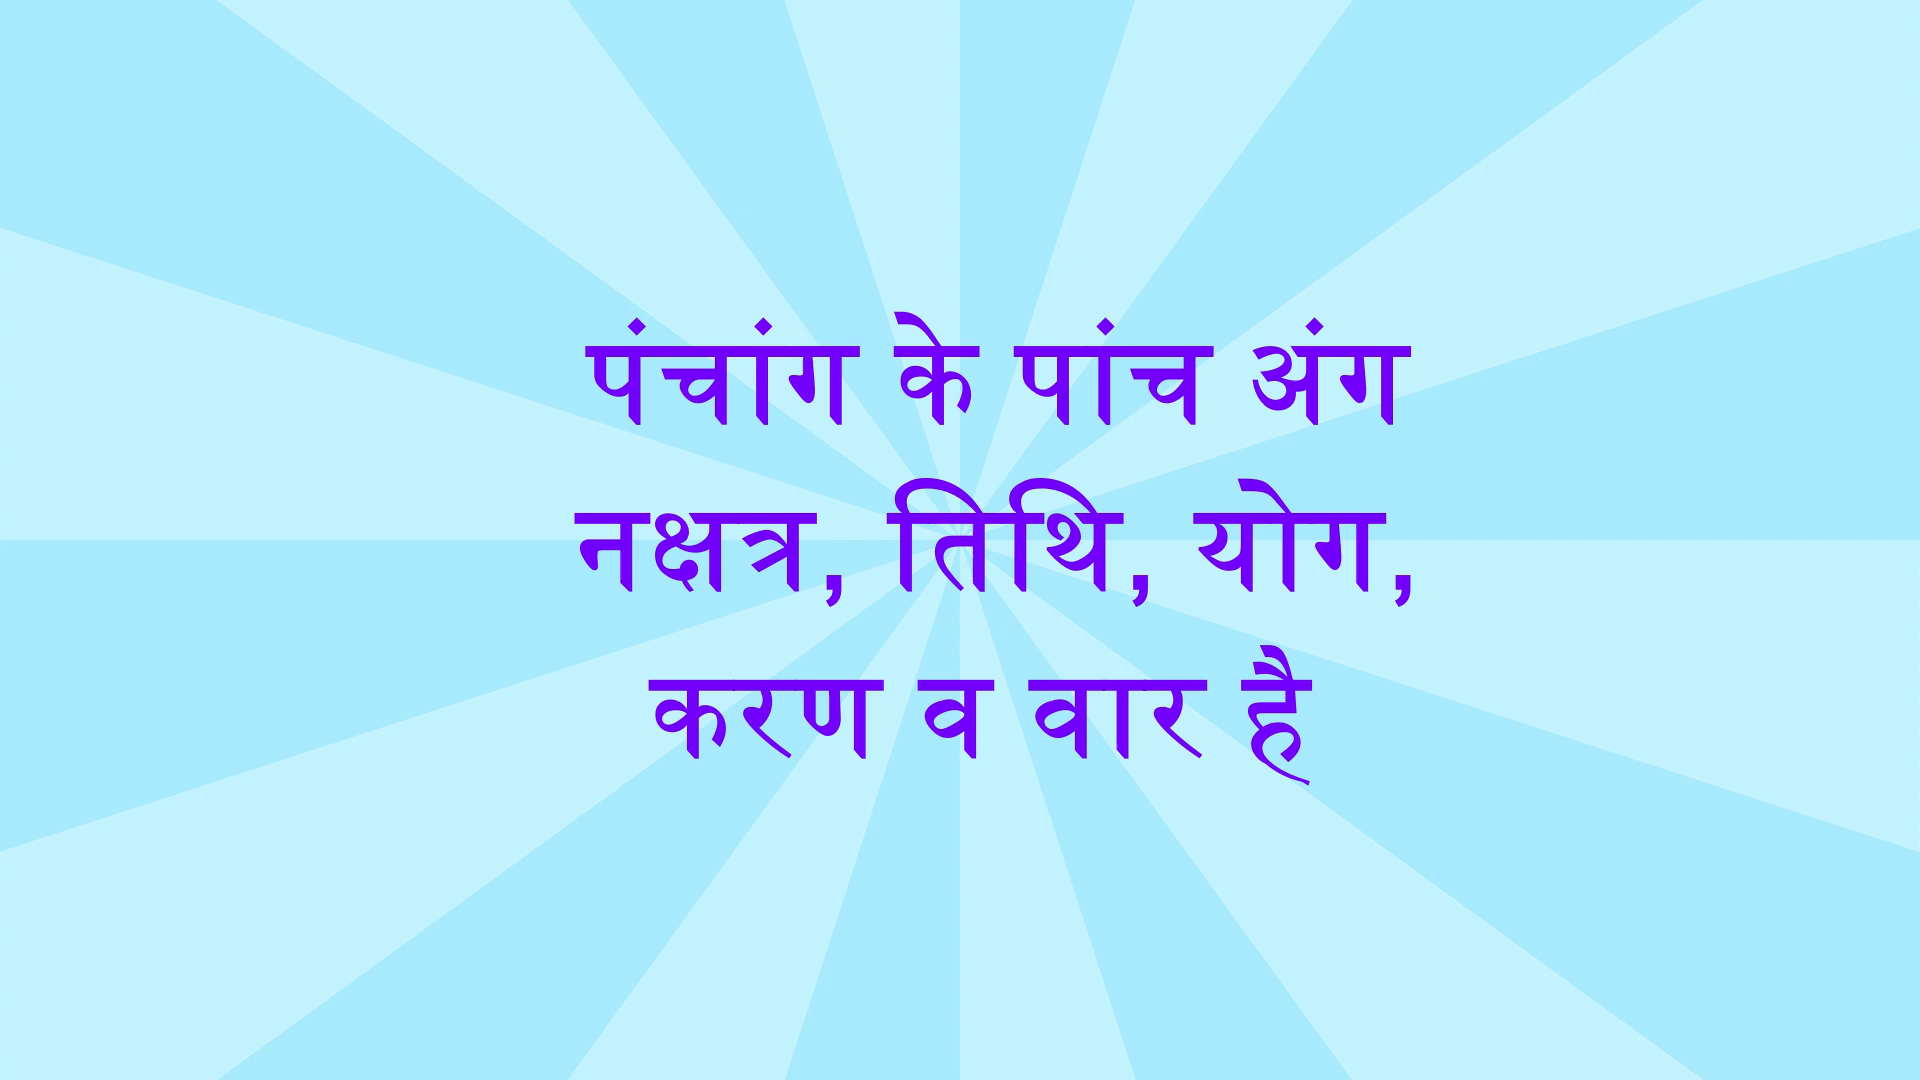 पंचांग के पांच अंग
नक्षत्र, तिथि, योग,
करण व वार है